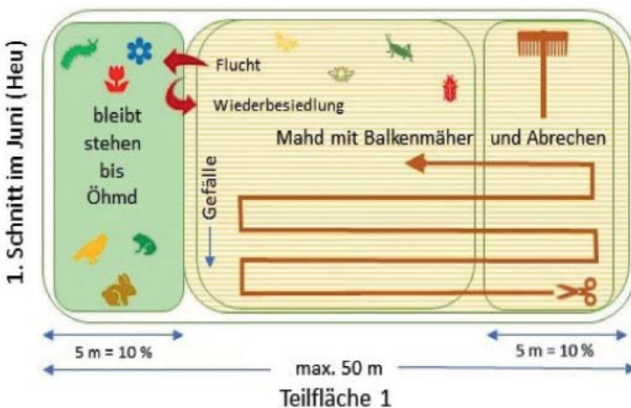 1. Schnitt im Juni (Heu)
Flucht
Wiederbesiedlung
bleibt
stehen
bis
Öhmd
Mahd mit Balkenmäher und Abrechen
Gefälle
5 m = 10 %
5 m = 10 %
max. 50 m
Teilfläche 1